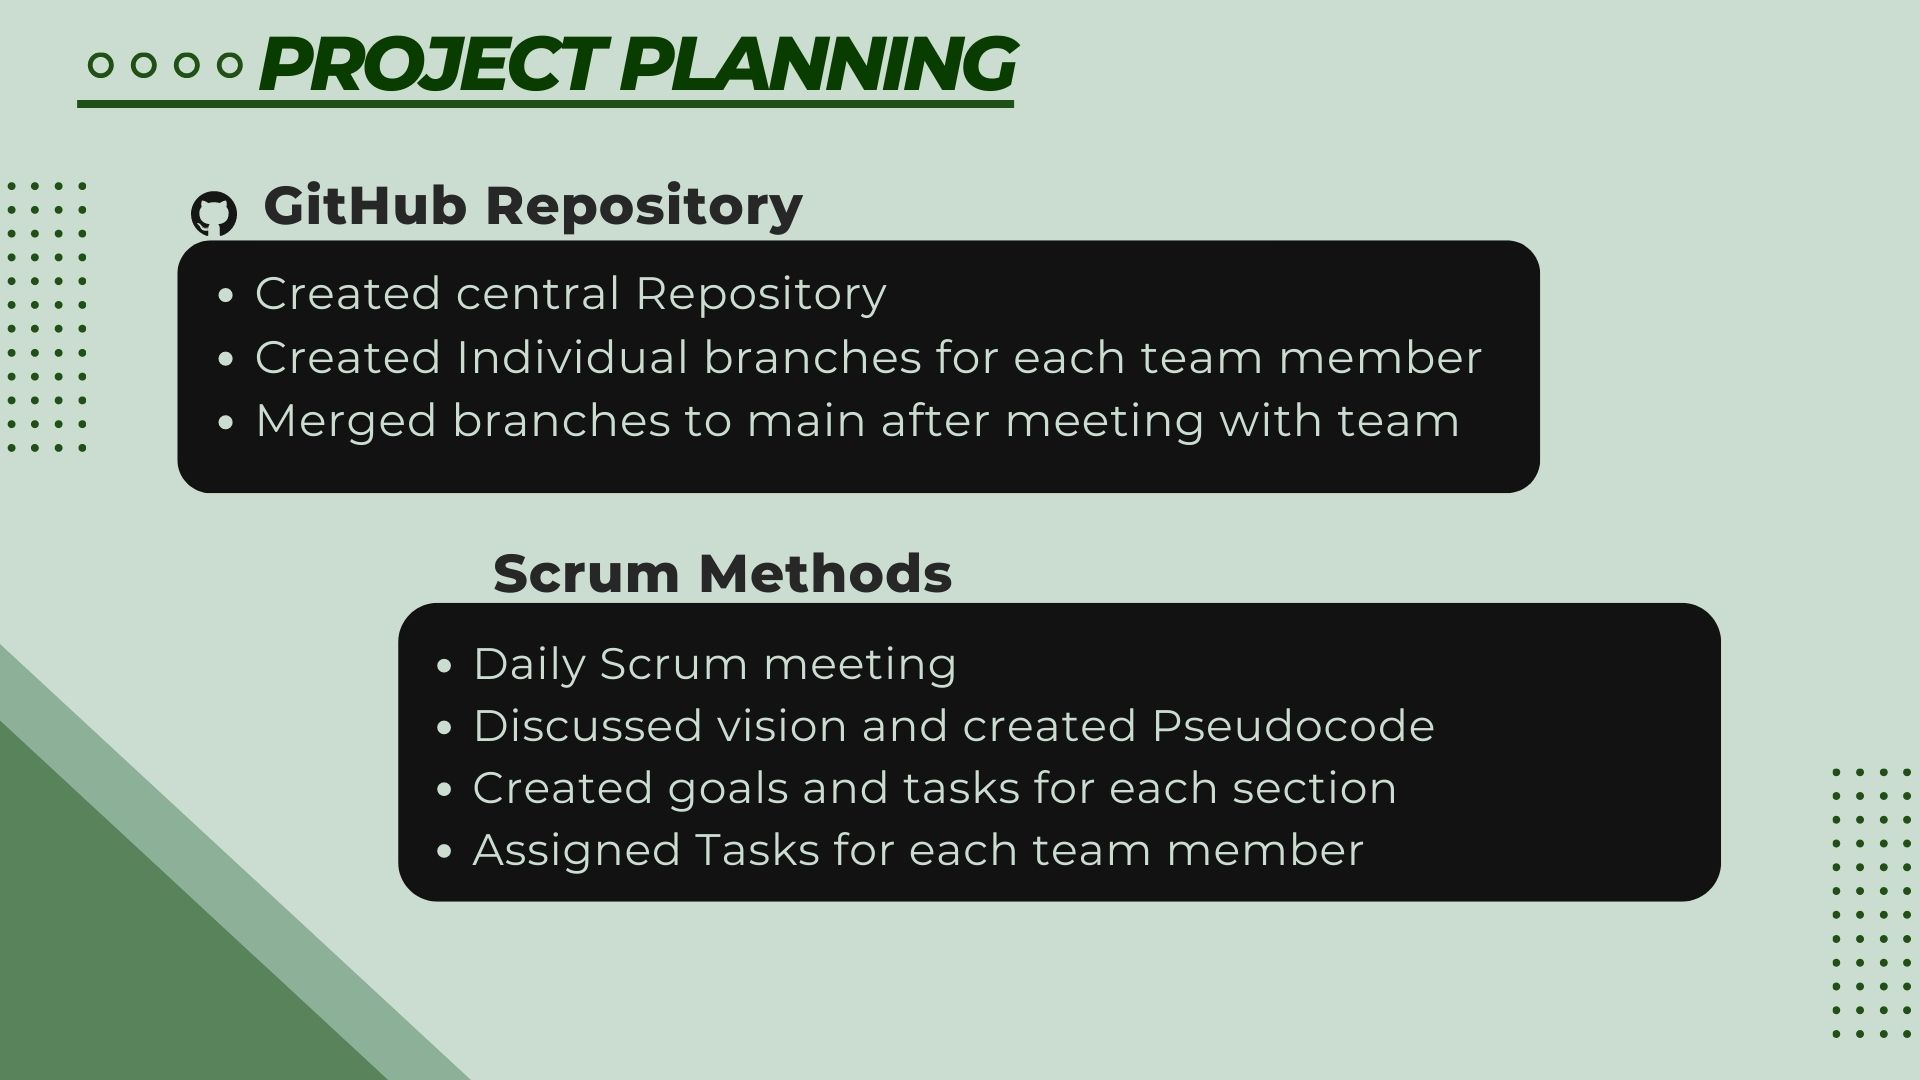 PROJECT PLANNING
GitHub Repository
• Created central Repository
• Created Individual branches for each team member
• Merged branches to main after meeting with team
Scrum Methods
• Daily Scrum meeting
• Discussed vision and created Pseudocode
• Created goals and tasks for each section
• Assigned Tasks for each team member